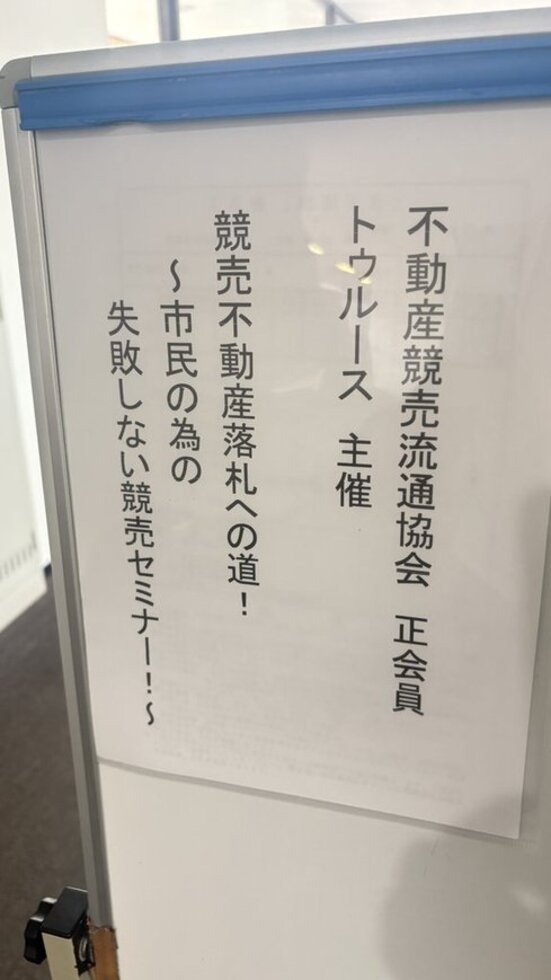 不動産競売流通協会　正会員
トゥルース　主催
競売不動産落札への道！
～市民の為の
失敗しない競売セミナー！～